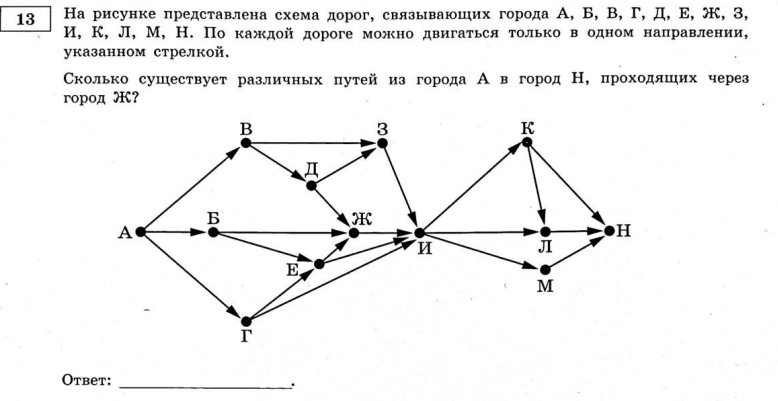 13
На рисунке представлена схема дорог, связывающих города А, Б, В, Г, Д, Е, Ж, З,
И, К, Л, М, Н. По каждой дороге можно двигаться только в одном направлении,
указанном стрелкой.
Сколько существует различных путей из города А в город Н, проходящих через
город Ж?
В
З
К
Д
А
Б
Ж
И
Л
Н
Е
М
Г
Ответ: ____________________.